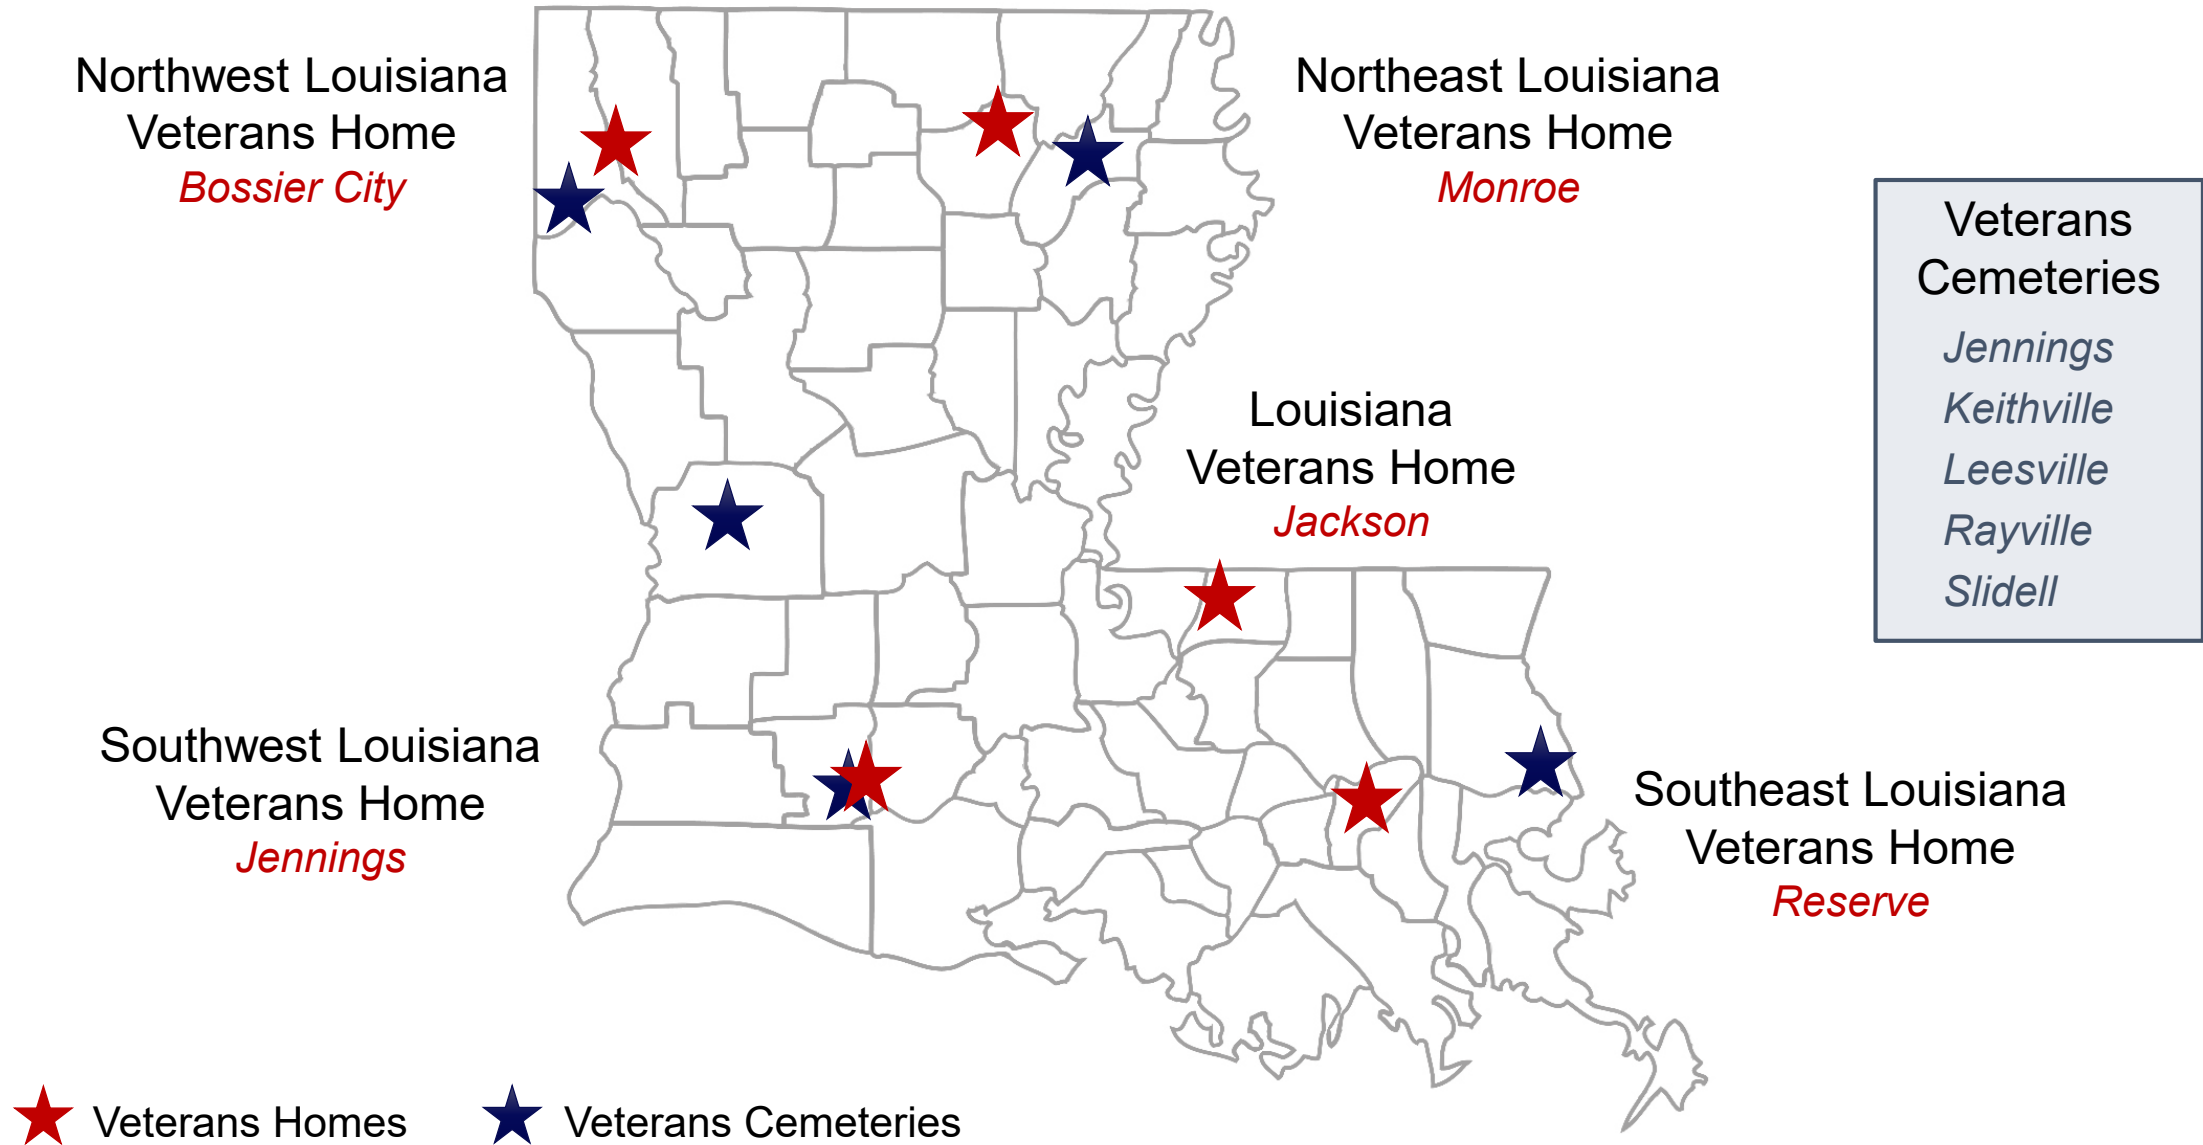 Northwest Louisiana
Veterans Home
Bossier City
Northeast Louisiana
Veterans Home
Monroe
Veterans
Cemeteries
Jennings
Keithville
Leesville
Rayville
Slidell
Louisiana
Veterans Home
Jackson
Southwest Louisiana
Veterans Home
Jennings
Southeast Louisiana
Veterans Home
Reserve
Veterans Homes
Veterans Cemeteries